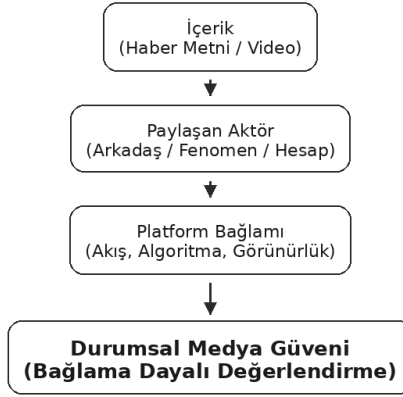 İçerik
(Haber Metni / Video)
Paylaşan Aktör
(Arkadaş / Fenomen / Hesap)
Platform Bağlamı
(Akış, Algoritma, Görünürlük)
Durumsal Medya Güveni
(Bağlama Dayalı Değerlendirme)